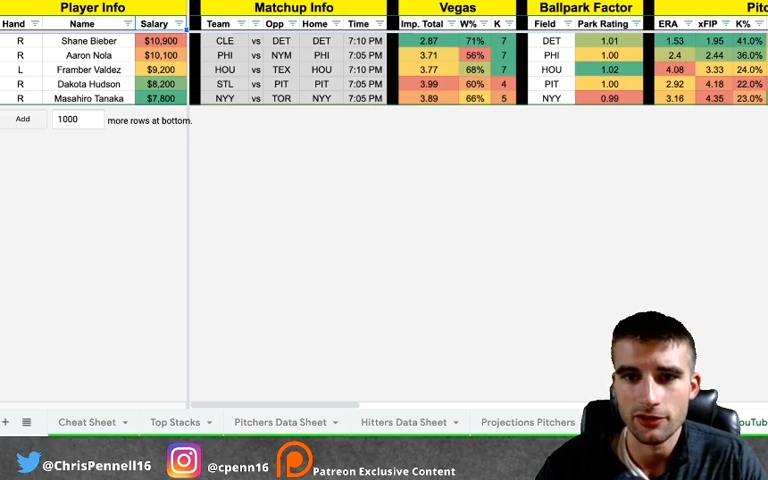 Player Info Matchup Info Vegas Ballpark Factor Pitc
Hand Name Salary Team Opp Home Time Imp. Total W% K Field Park Rating ERA xFIP K%
R Shane Bieber $10,900 CLE vs DET DET 7:10 PM 2.87 71% 7 DET 1.01 1.53 1.95 41.0%
R Aaron Nola $10,100 PHI vs NYM PHI 7:05 PM 3.71 56% 7 PHI 1.00 2.4 2.44 36.0%
L Framber Valdez $9,200 HOU vs TEX HOU 7:10 PM 3.77 68% 7 HOU 1.02 4.08 3.33 24.0%
R Dakota Hudson $8,200 STL vs PIT PIT 7:05 PM 3.99 60% 4 PIT 1.00 2.92 4.18 22.0%
R Masahiro Tanaka $7,800 NYY vs TOR NYY 7:05 PM 3.89 66% 5 NYY 0.99 3.16 4.35 23.0%
Add 1000 more rows at bottom.
+ Cheat Sheet Top Stacks Pitchers Data Sheet Hitters Data Sheet Projections Pitchers ouTub
@ChrisPennell16 @cpenn16 Patreon Exclusive Content